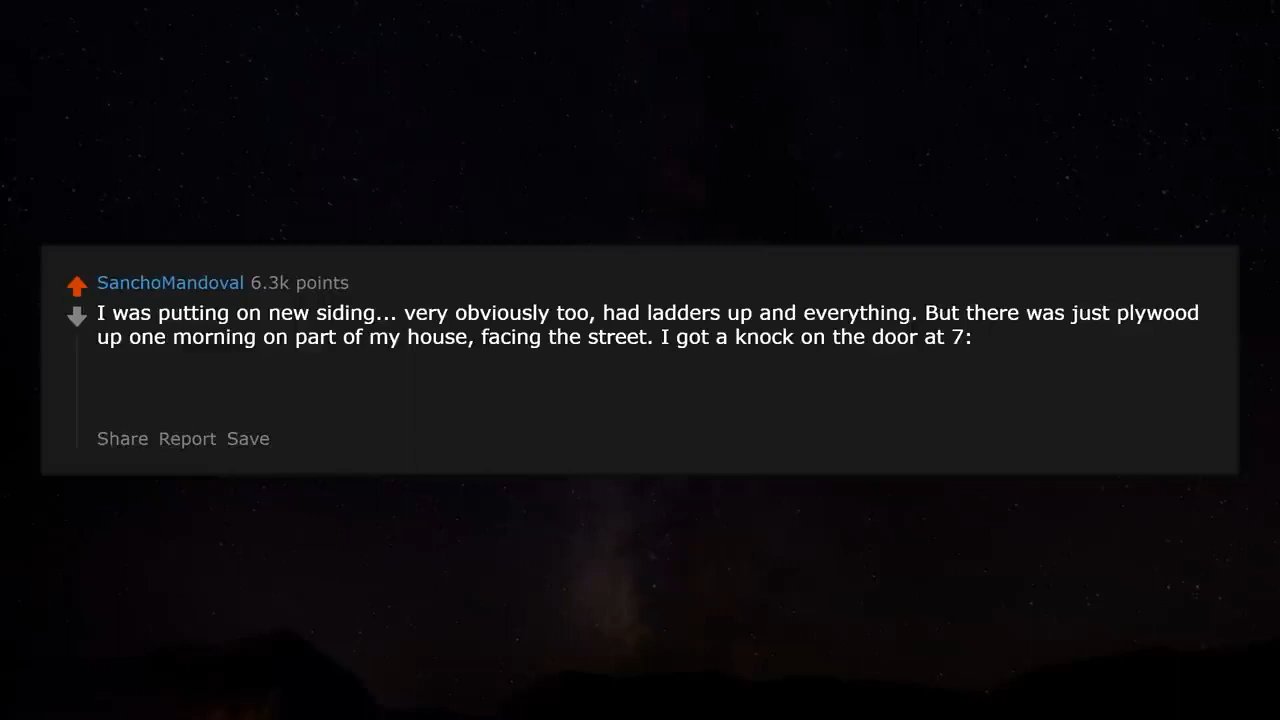 SanchoMandoval 6.3k points
I was putting on new siding... very obviously too, had ladders up and everything. But there was just plywood
up one morning on part of my house, facing the street. I got a knock on the door at 7:
Share Report Save